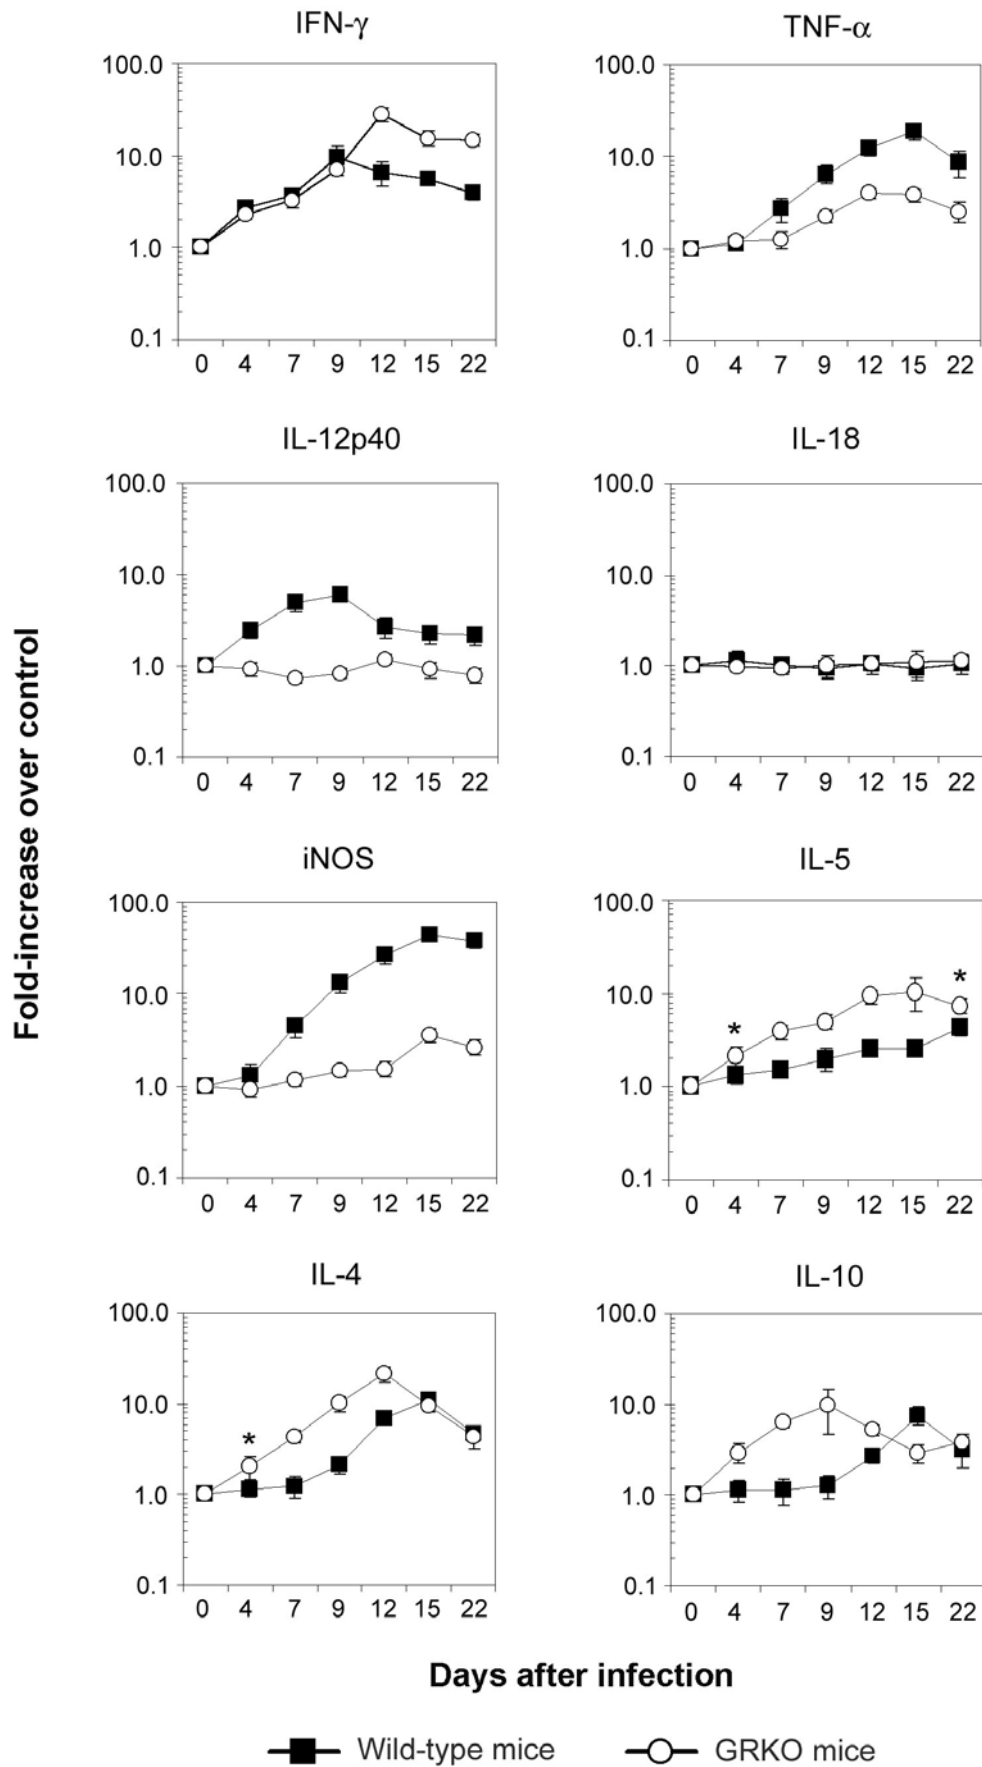 IFN-γ
100.0
10.0
1.0
0.1
0 4 7 9 12 15 22
TNF-α
100.0
10.0
1.0
0.1
0 4 7 9 12 15 22
IL-12p40
100.0
10.0
1.0
0.1
0 4 7 9 12 15 22
IL-18
100.0
10.0
1.0
0.1
0 4 7 9 12 15 22
Fold-increase over control
iNOS
100.0
10.0
1.0
0.1
0 4 7 9 12 15 22
IL-5
100.0
10.0
1.0
0.1
* *
0 4 7 9 12 15 22
IL-4
100.0
10.0
1.0
0.1
*
0 4 7 9 12 15 22
IL-10
100.0
10.0
1.0
0.1
0 4 7 9 12 15 22
Days after infection
Wild-type mice
GRKO mice